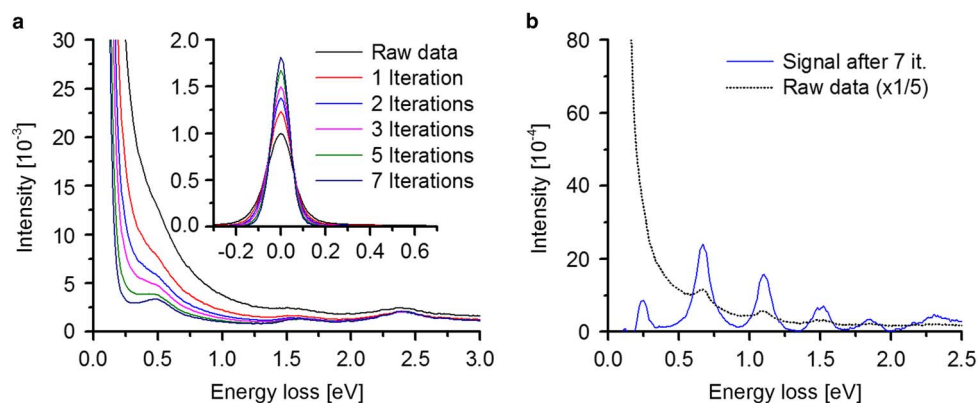 a
Intensity [10⁻³]
30
25
20
15
10
5
0
0.0 0.5 1.0 1.5 2.0 2.5 3.0
Energy loss [eV]
2.0
1.5
1.0
0.5
0.0
-0.2 0.0 0.2 0.4 0.6
Raw data
1 Iteration
2 Iterations
3 Iterations
5 Iterations
7 Iterations
b
Intensity [10⁻⁴]
80
60
40
20
0
0.0 0.5 1.0 1.5 2.0 2.5
Energy loss [eV]
Signal after 7 it.
Raw data (x1/5)